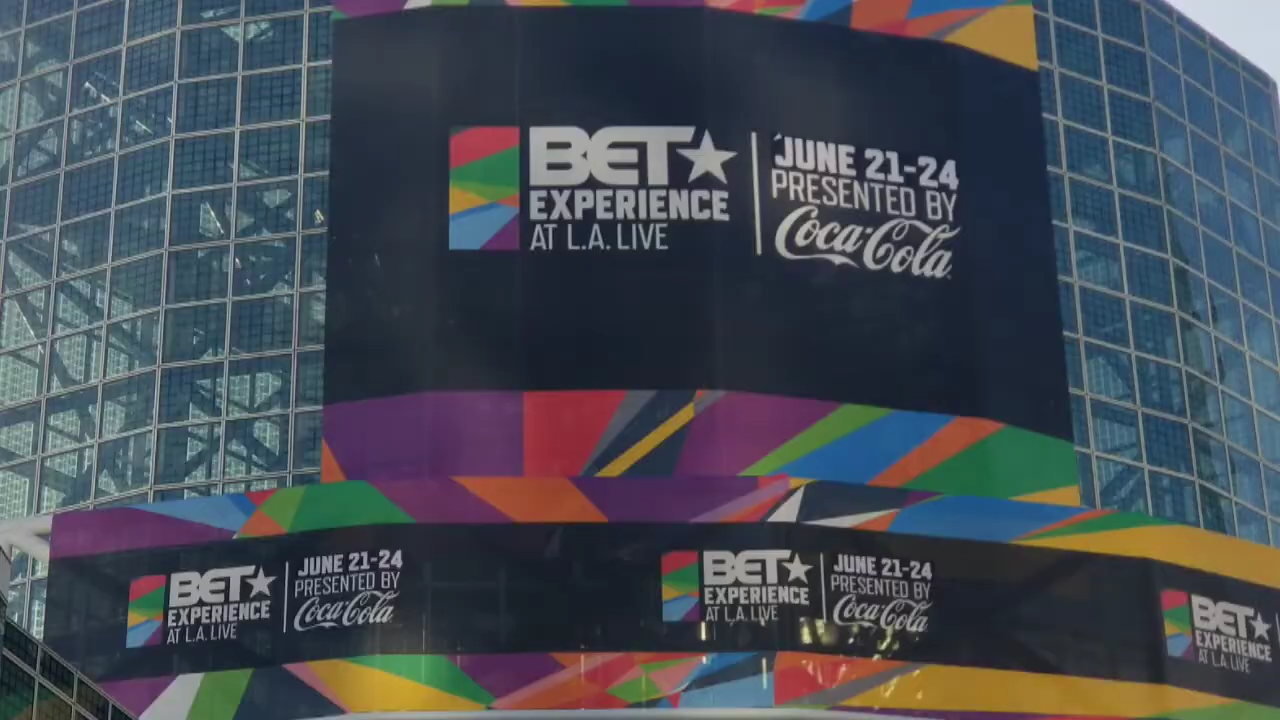 BET★
EXPERIENCE
AT L.A. LIVE
JUNE 21-24
PRESENTED BY
Coca-Cola
BET★
EXPERIENCE
AT L.A. LIVE
JUNE 21-24
PRESENTED BY
Coca-Cola
BET★
EXPERIENCE
AT L.A. LIVE
JUNE 21-24
PRESENTED BY
Coca-Cola
BET★
EXPERIENCE
AT L.A. LIVE